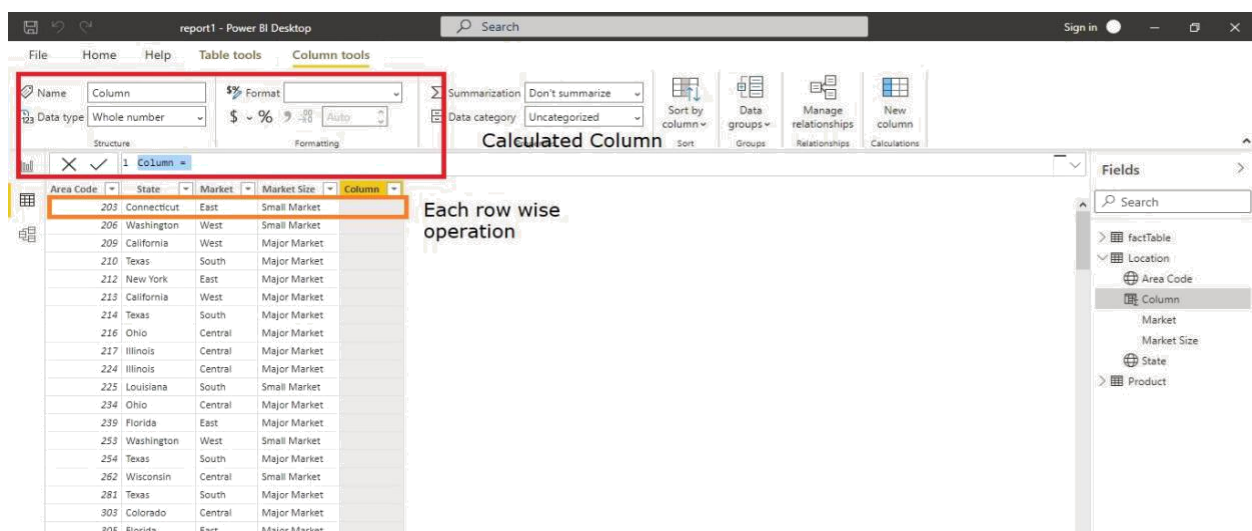 report1 - Power BI Desktop
Search
Sign in
File Home Help Table tools Column tools
Name Column
Data type Whole number
Structure
$% Format
$ % 9 .00 Auto
Formatting
Summarization Don't summarize
Data category Uncategorized
Calculated Column
Sort by column
Sort
Data groups
Groups
Manage relationships
Relationships
New column
Calculations
1 Column =
Area Code State Market Market Size Column
203 Connecticut East Small Market
206 Washington West Small Market
209 California West Major Market
210 Texas South Major Market
212 New York East Major Market
213 California West Major Market
214 Texas South Major Market
216 Ohio Central Major Market
217 Illinois Central Major Market
224 Illinois Central Major Market
225 Louisiana South Small Market
234 Ohio Central Major Market
239 Florida East Major Market
253 Washington West Small Market
254 Texas South Major Market
262 Wisconsin Central Small Market
281 Texas South Major Market
303 Colorado Central Major Market
305 Florida East Major Market
Each row wise
operation
Fields
Search
factTable
Location
Area Code
Column
Market
Market Size
State
Product